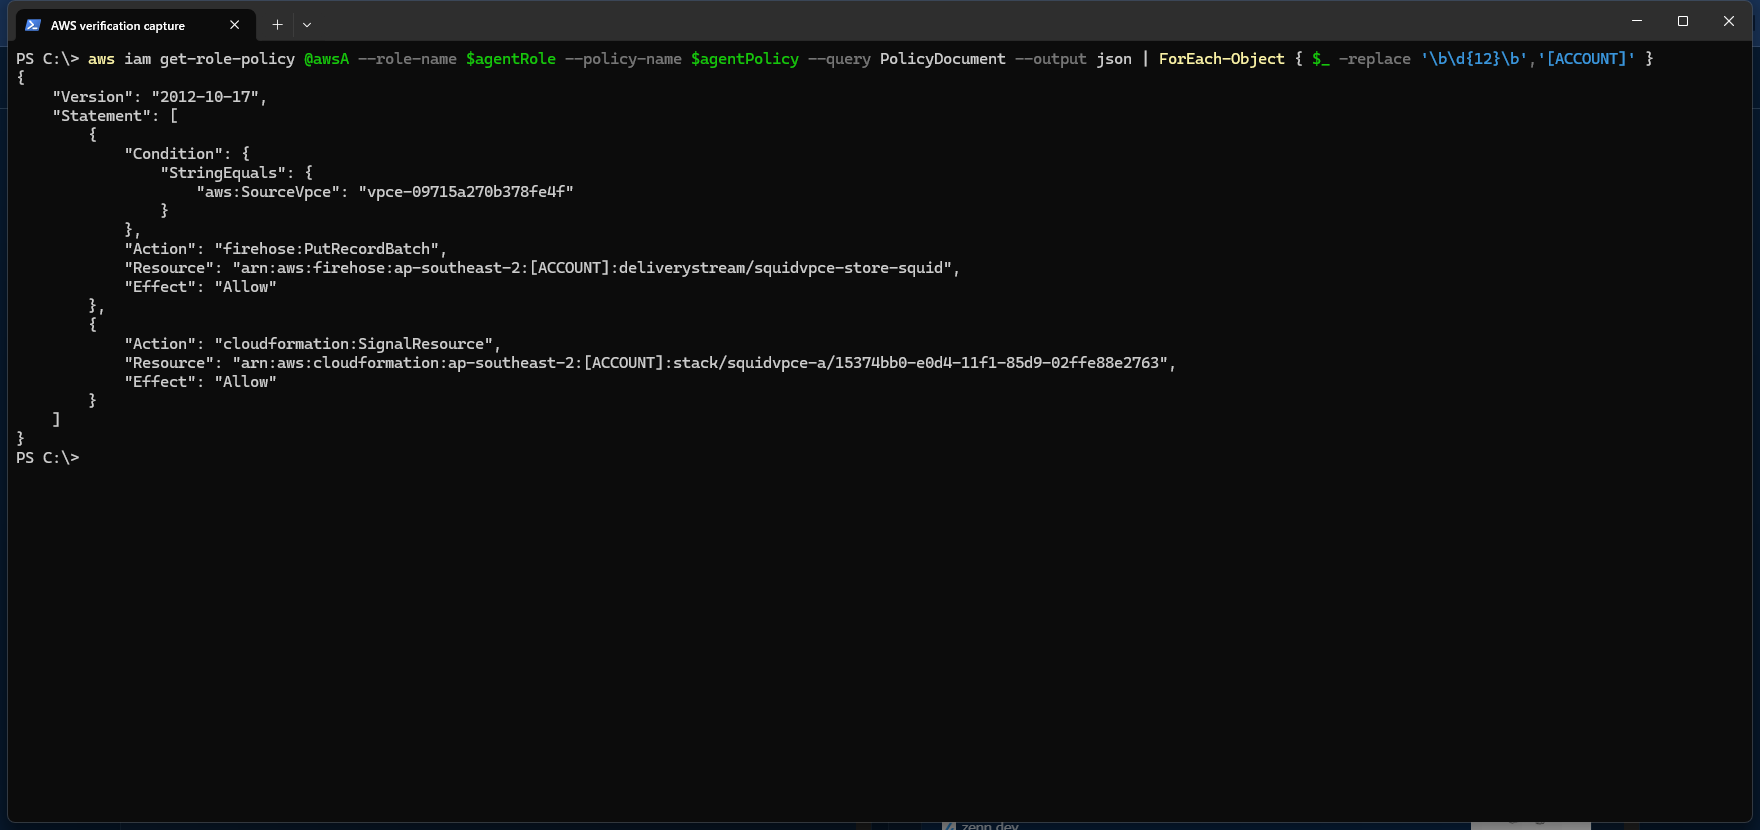 AWS verification capture
PS C:\> aws iam get-role-policy @awsA --role-name $agentRole --policy-name $agentPolicy --query PolicyDocument --output json | ForEach-Object { $_ -replace '\b\d{12}\b','[ACCOUNT]' }
{
    "Version": "2012-10-17",
    "Statement": [
        {
            "Condition": {
                "StringEquals": {
                    "aws:SourceVpce": "vpce-09715a270b378fe4f"
                }
            },
            "Action": "firehose:PutRecordBatch",
            "Resource": "arn:aws:firehose:ap-southeast-2:[ACCOUNT]:deliverystream/squidvpce-store-squid",
            "Effect": "Allow"
        },
        {
            "Action": "cloudformation:SignalResource",
            "Resource": "arn:aws:cloudformation:ap-southeast-2:[ACCOUNT]:stack/squidvpce-a/15374bb0-e0d4-11f1-85d9-02ffe88e2763",
            "Effect": "Allow"
        }
    ]
}
PS C:\>
zenn.dev